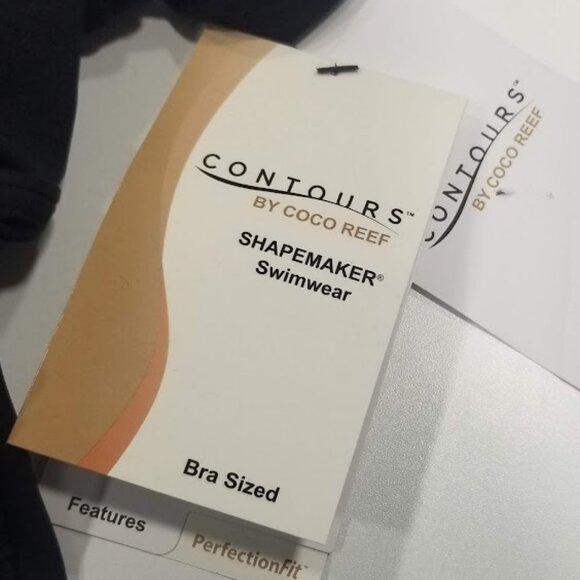 CONTOURS™
BY COCO REEF
SHAPEMAKER®
Swimwear
Bra Sized
CONTOURS™
BY COCO REEF
Features
PerfectionFit™